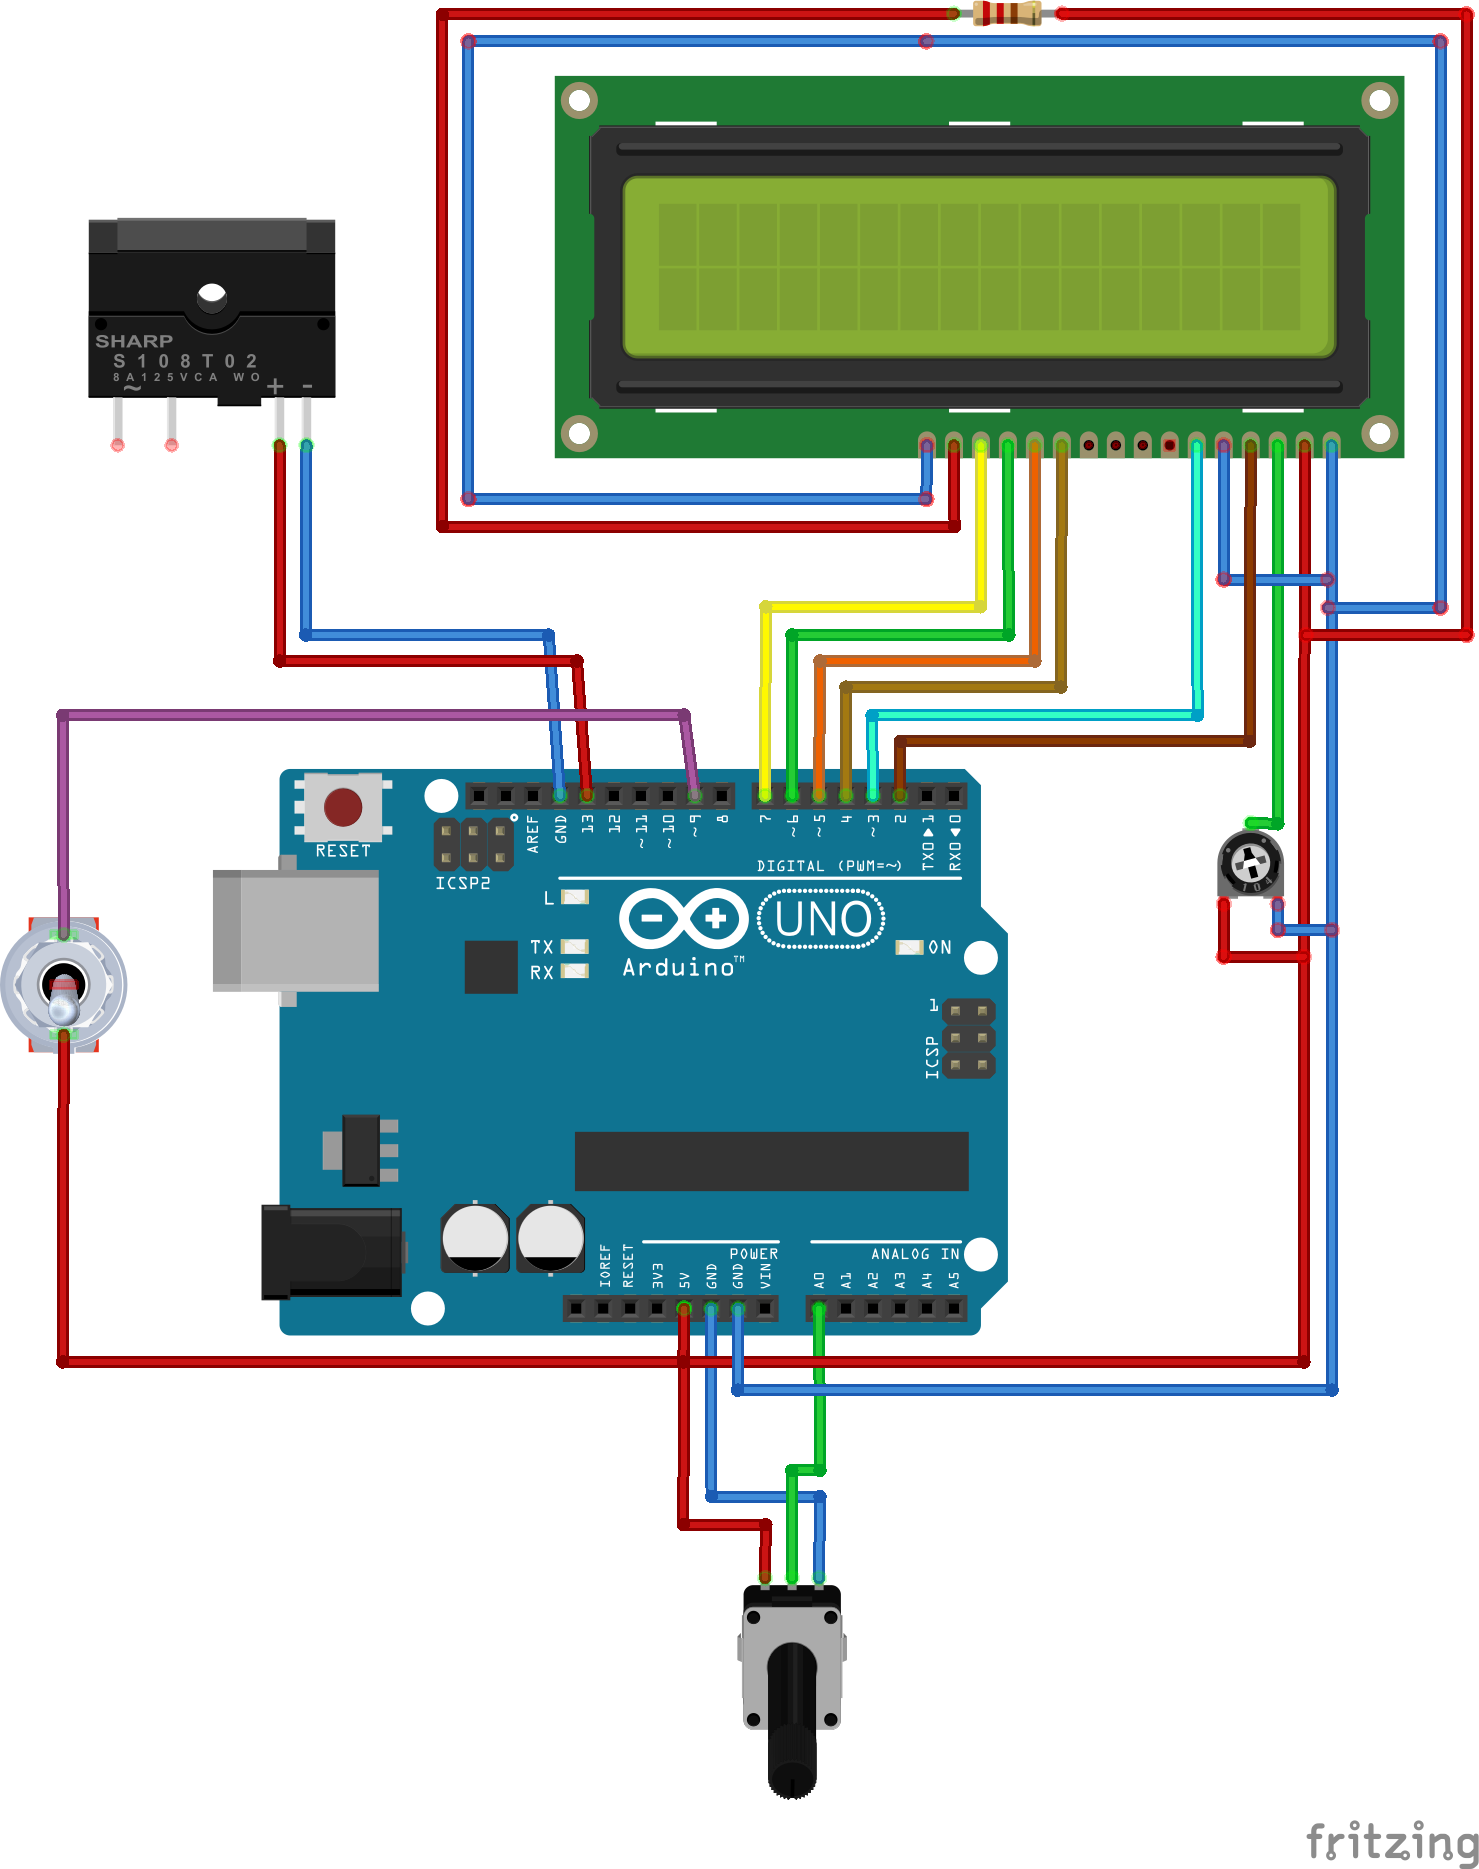 SHARP
S108T02
8A125VCA WO
~ + -
RESET
ICSP2
AREF
GND
13
12
~11
~10
~9
8
7
~6
~5
4
~3
2
TX0▶1
RX0◀0
DIGITAL (PWM=~)
L
TX
RX
UNO
ON
Arduino™
1
ICSP
104
IOREF
RESET
3V3
5V
GND
GND
VIN
POWER
A0
A1
A2
A3
A4
A5
ANALOG IN
fritzing